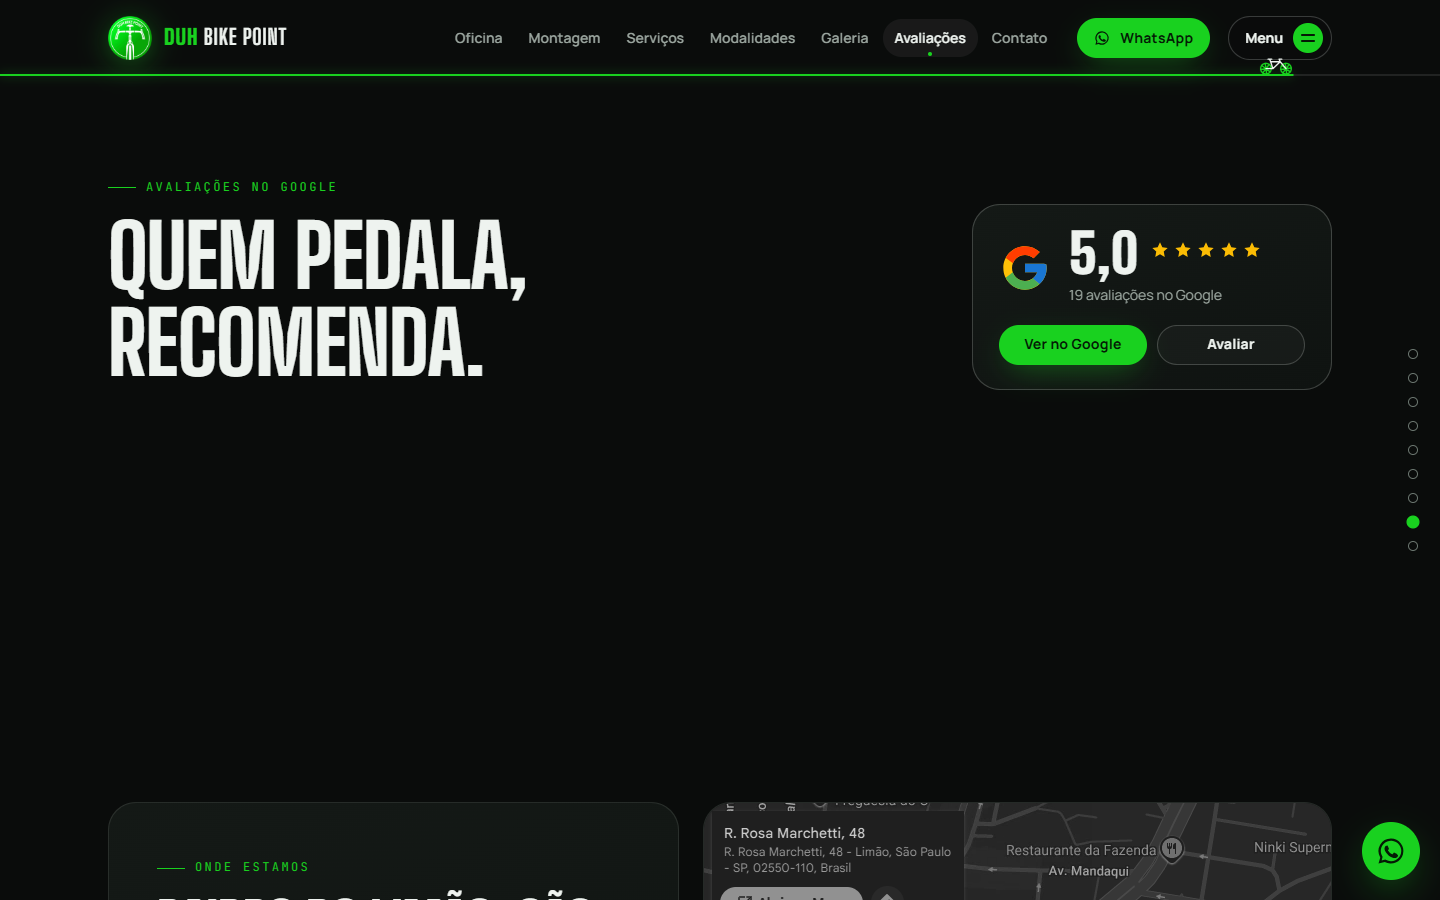 DUH BIKE POINT
Oficina
Montagem
Serviços
Modalidades
Galeria
Avaliações
Contato
WhatsApp
Menu
AVALIAÇÕES NO GOOGLE
QUEM PEDALA,
RECOMENDA.
5,0
19 avaliações no Google
Ver no Google
Avaliar
ONDE ESTAMOS
R. Rosa Marchetti, 48
R. Rosa Marchetti, 48 - Limão, São Paulo
- SP, 02550-110, Brasil
Restaurante da Fazenda
Av. Mandaqui